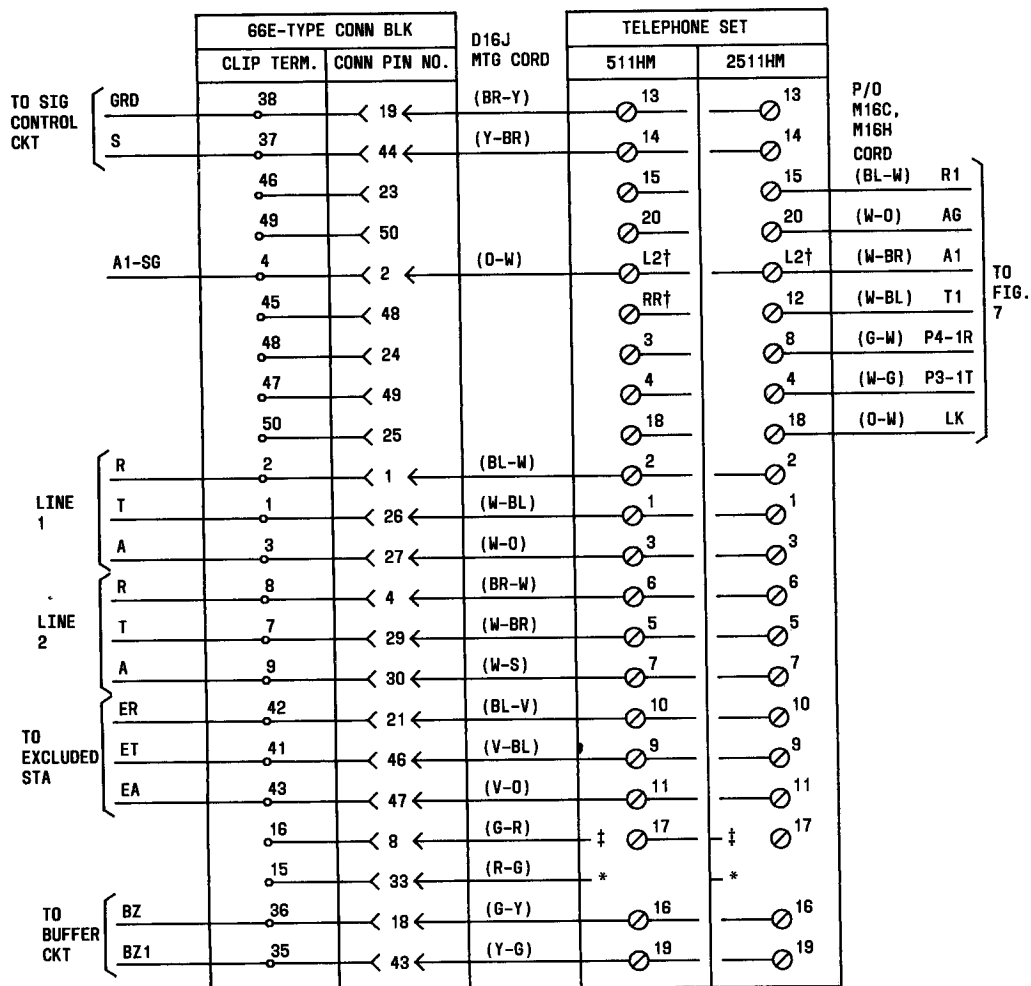 66E-TYPE CONN BLK D16J MTG CORD TELEPHONE SET
CLIP TERM. CONN PIN NO. 511HM 2511HM
P/O M16C, M16H CORD
TO SIG CONTROL CKT
GRD 38 19 (BR-Y) 13 13
S 37 44 (Y-BR) 14 14
46 23 15 15 (BL-W) R1
49 50 20 20 (W-O) AG
A1-SG 4 2 (O-W) L2† L2† (W-BR) A1
45 48 RR† 12 (W-BL) T1
48 24 3 8 (G-W) P4-1R
47 49 4 4 (W-G) P3-1T
50 25 18 18 (O-W) LK
TO FIG. 7
LINE 1
R 2 1 (BL-W) 2 2
T 1 26 (W-BL) 1 1
A 3 27 (W-O) 3 3
LINE 2
R 8 4 (BR-W) 6 6
T 7 29 (W-BR) 5 5
A 9 30 (W-S) 7 7
TO EXCLUDED STA
ER 42 21 (BL-V) 10 10
ET 41 46 (V-BL) 9 9
EA 43 47 (V-O) 11 11
16 8 (G-R) ‡ 17 ‡ 17
15 33 (R-G) * *
TO BUFFER CKT
BZ 36 18 (G-Y) 16 16
BZ1 35 43 (Y-G) 19 19